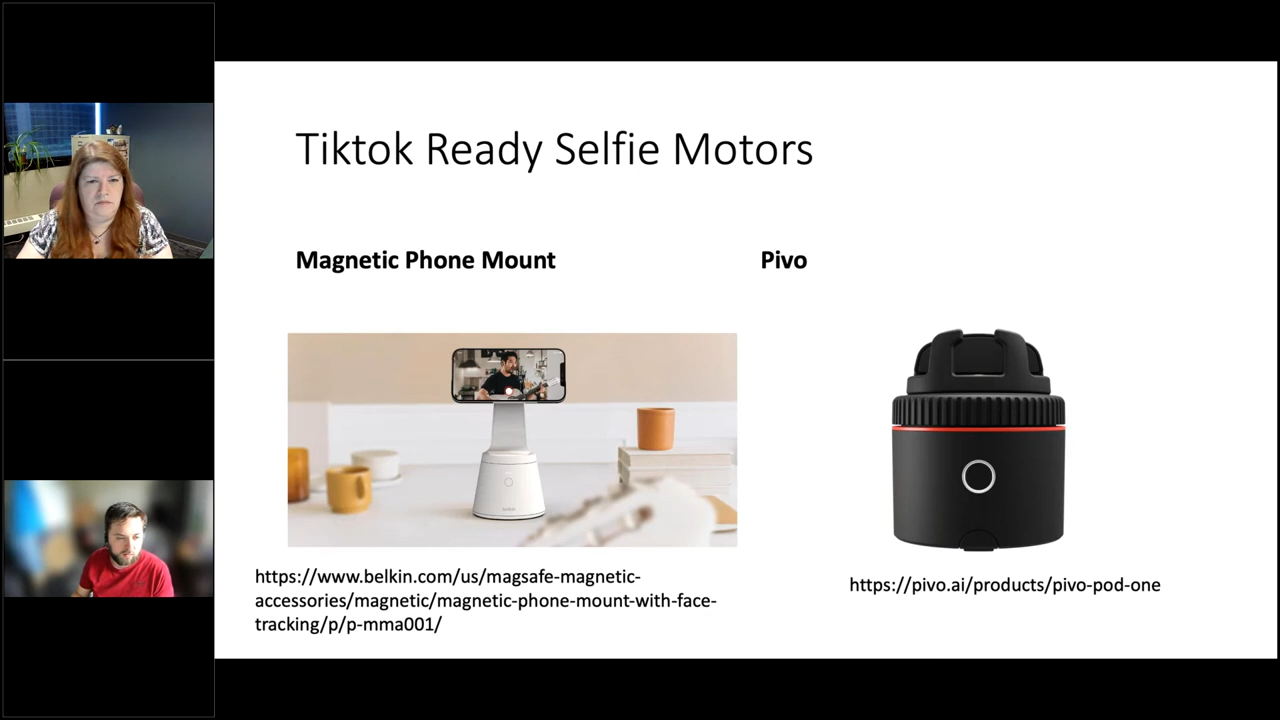 Tiktok Ready Selfie Motors
Magnetic Phone Mount
Pivo
https://www.belkin.com/us/magsafe-magnetic-
accessories/magnetic/magnetic-phone-mount-with-face-
tracking/p/p-mma001/
https://pivo.ai/products/pivo-pod-one